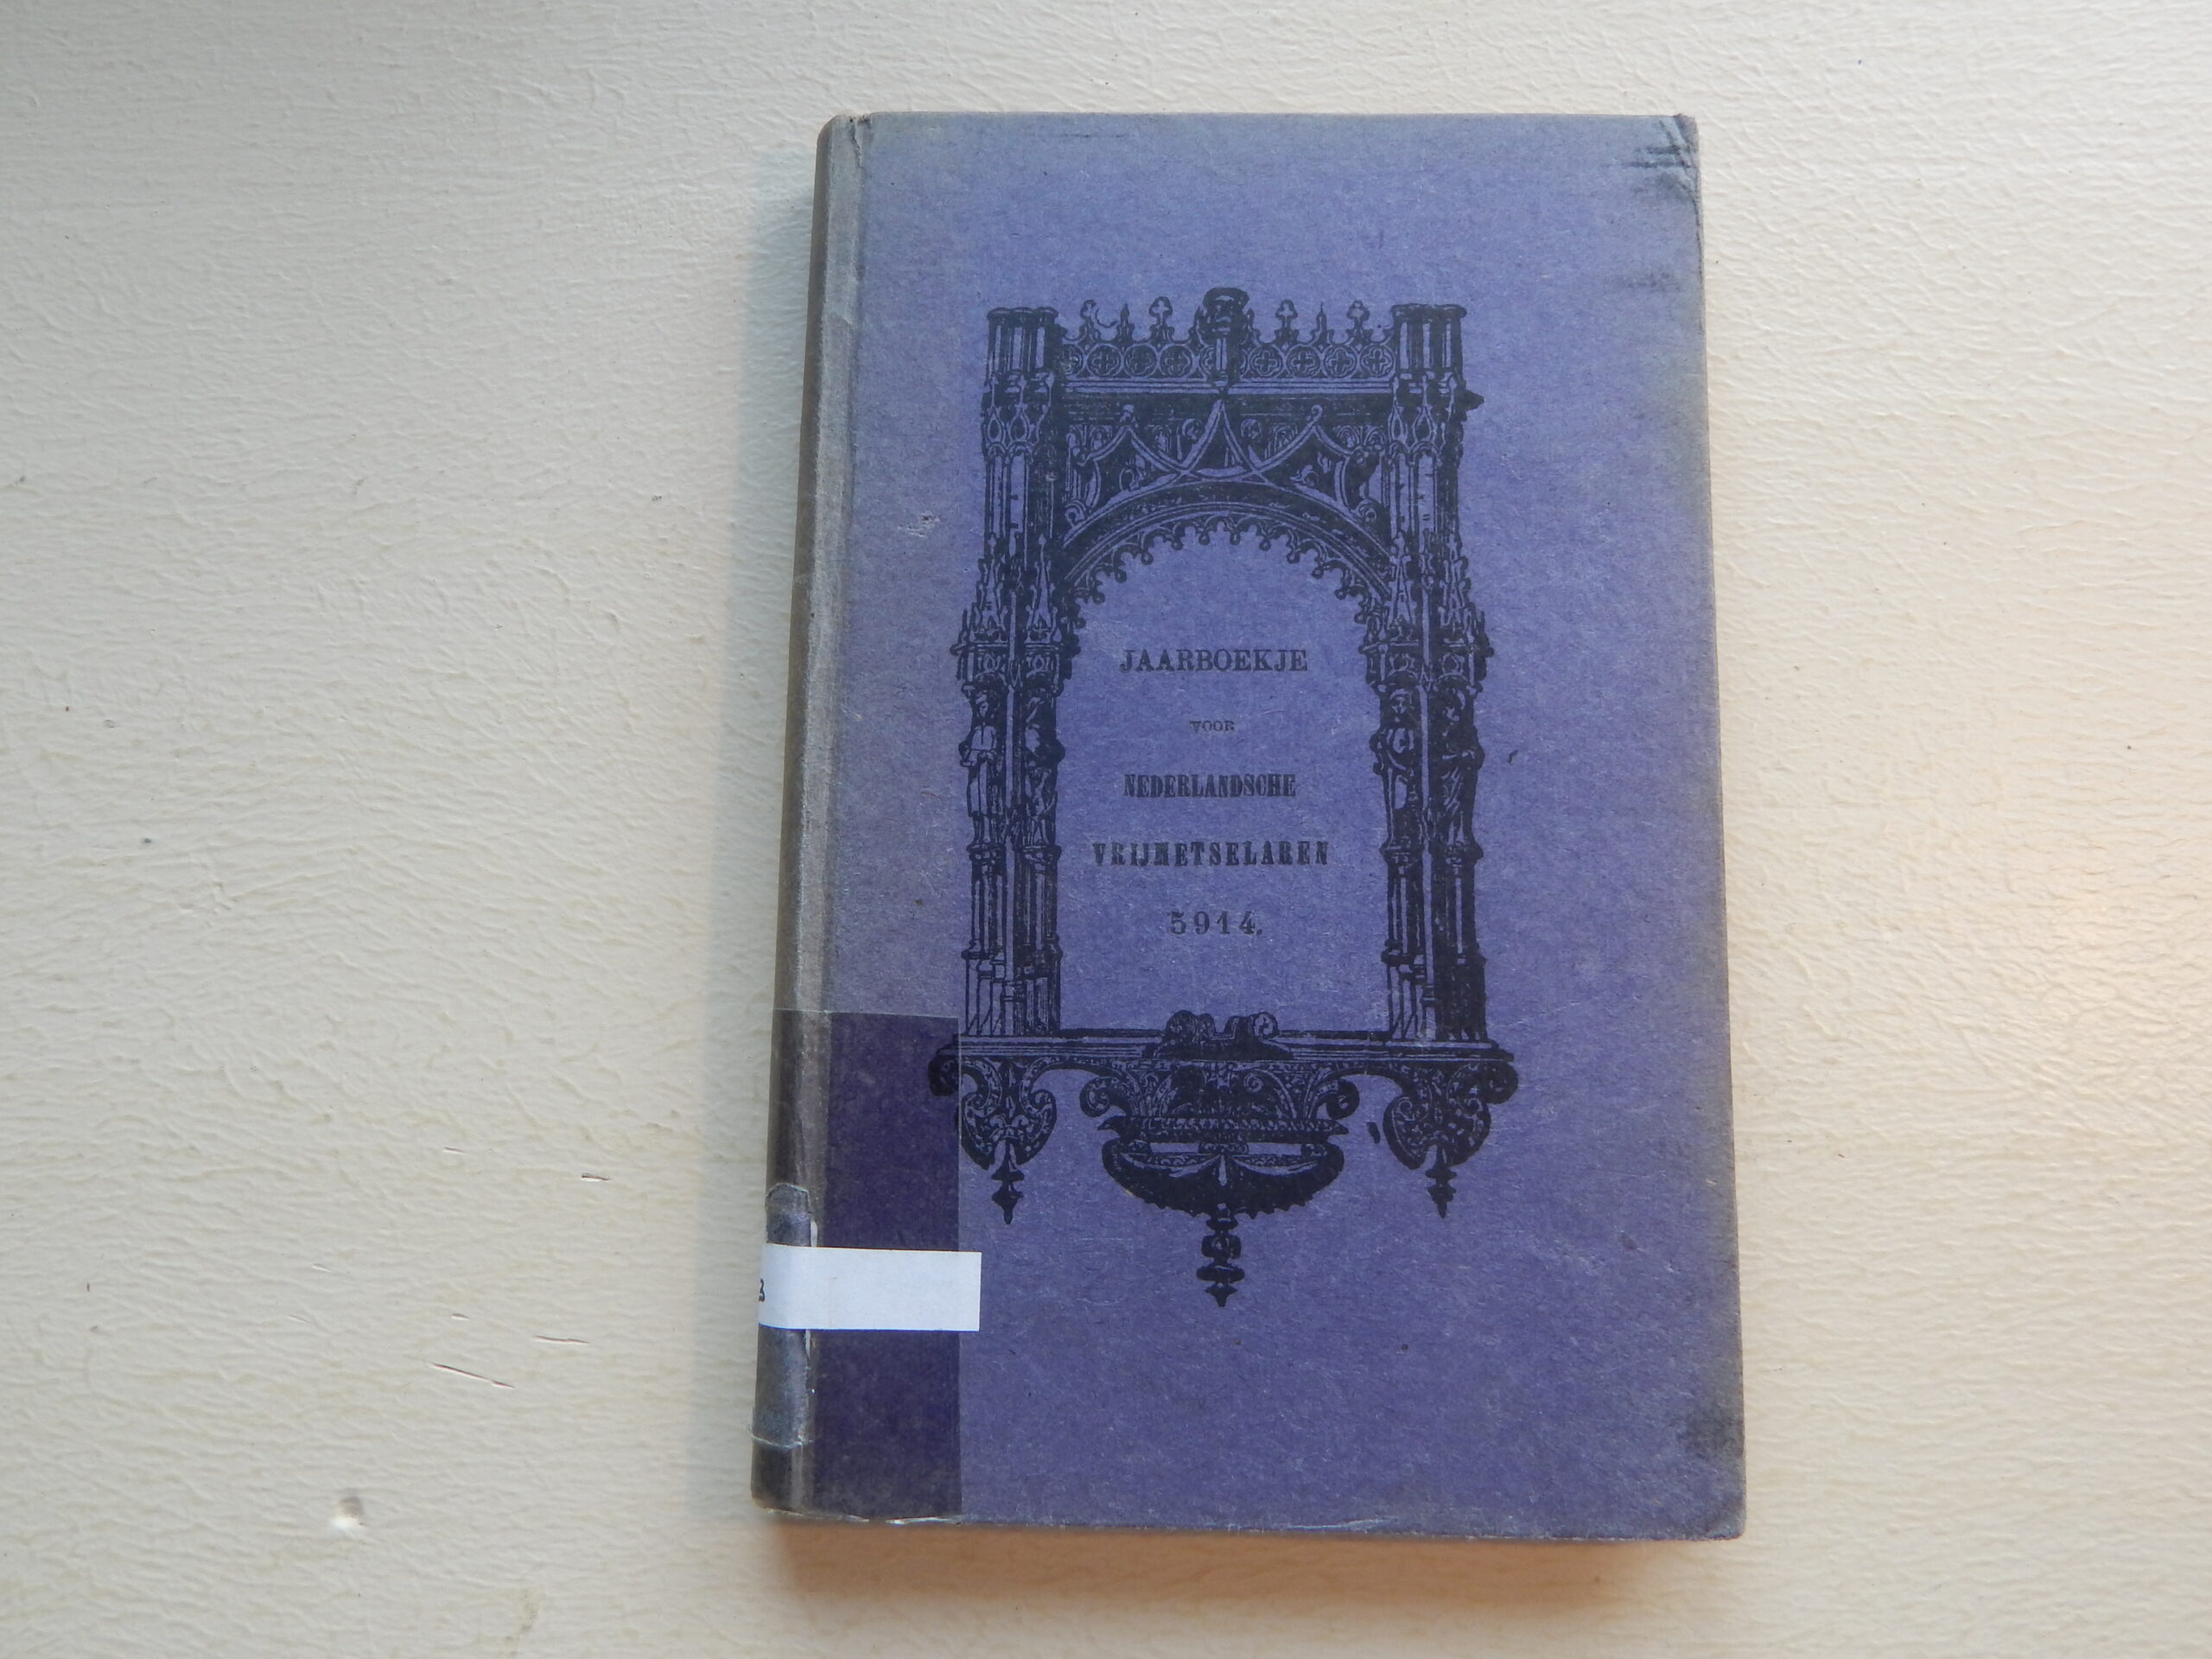 JAARBOEKJE
VOOR
NEDERLANDSCHE
VRIJMETSELAREN
5914.